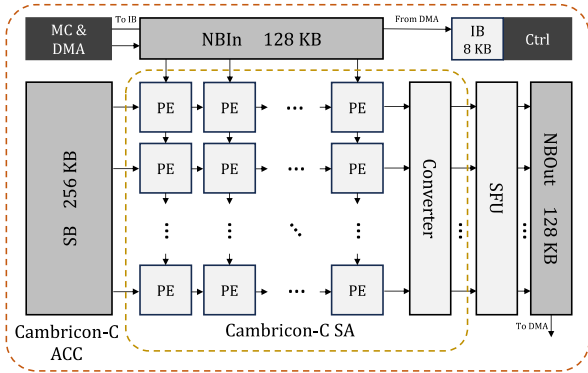 MC &
DMA
To IB
NBIn 128 KB
From DMA
IB
8 KB
Ctrl
SB 256 KB
PE
PE
...
PE
PE
PE
...
PE
...
...
...
...
PE
PE
...
PE
Converter
...
SFU
...
NBOut 128 KB
To DMA
Cambricon-C
ACC
Cambricon-C SA